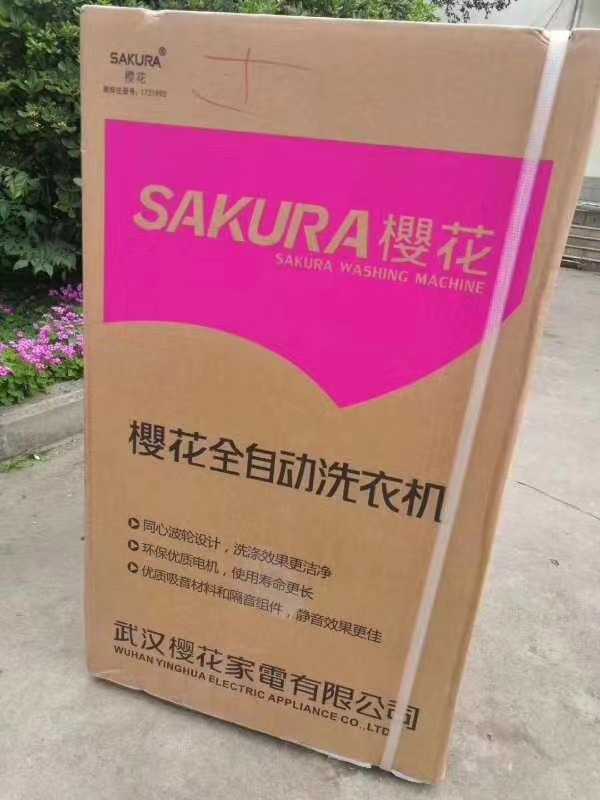 SAKURA®
樱花
SAKURA櫻花
SAKURA WASHING MACHINE
櫻花全自动洗衣机
同心波轮设计，洗涤效果更洁净
环保优质电机，使用寿命更长
优质吸音材料和隔音组件，静音效果更佳
武汉樱花家電有限公司
WUHAN YINGHUA ELECTRIC APPLIANCE CO.,LTD